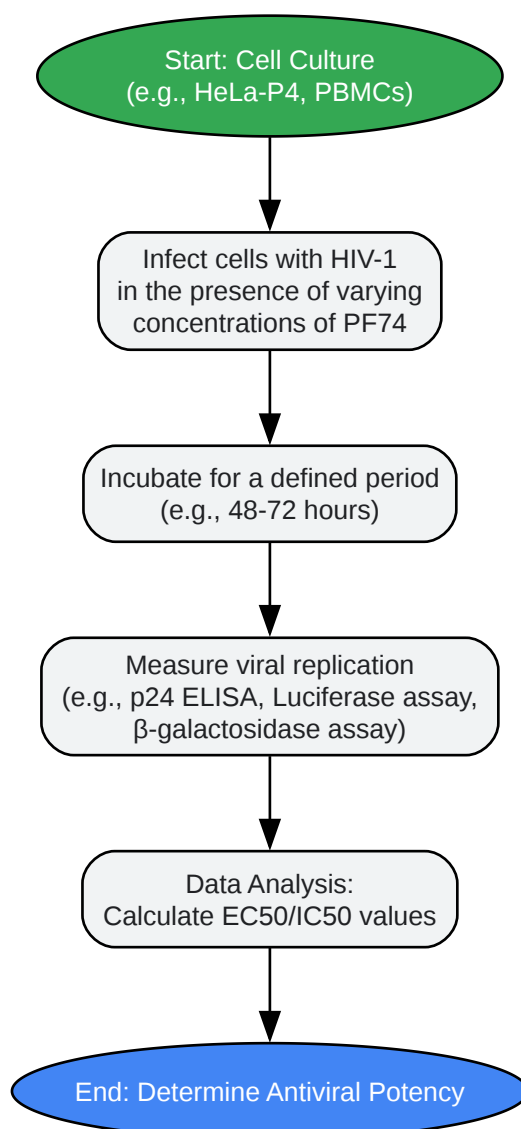 Start: Cell Culture
(e.g., HeLa-P4, PBMCs)
Infect cells with HIV-1
in the presence of varying
concentrations of PF74
Incubate for a defined period
(e.g., 48-72 hours)
Measure viral replication
(e.g., p24 ELISA, Luciferase assay,
β-galactosidase assay)
Data Analysis:
Calculate EC50/IC50 values
End: Determine Antiviral Potency